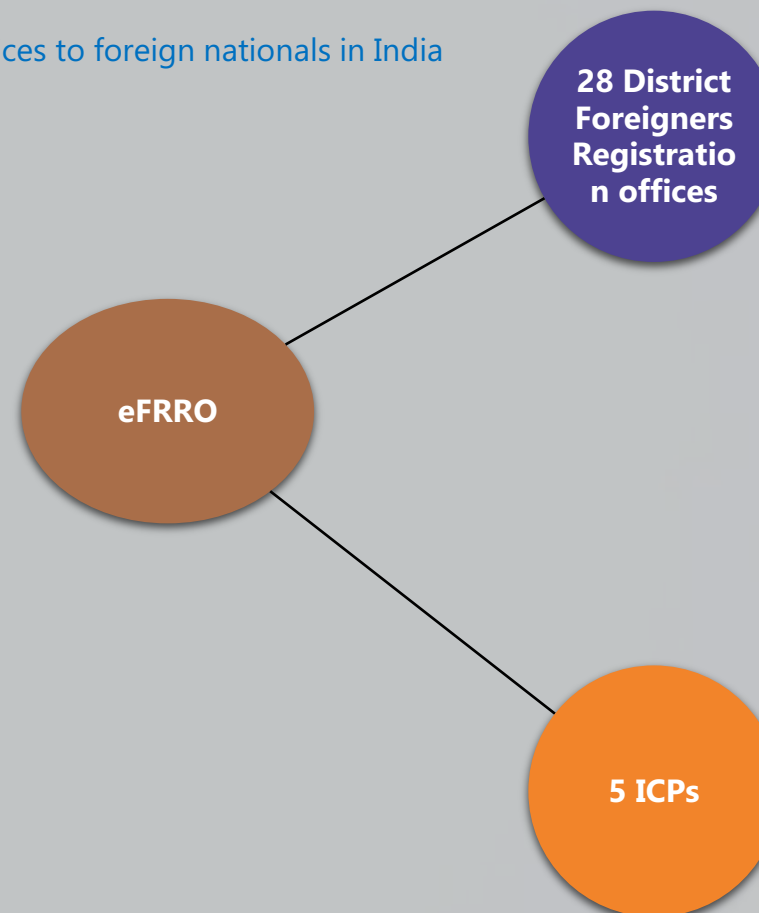 ces to foreign nationals in India
28 District
Foreigners
Registratio
n offices
eFRRO
5 ICPs